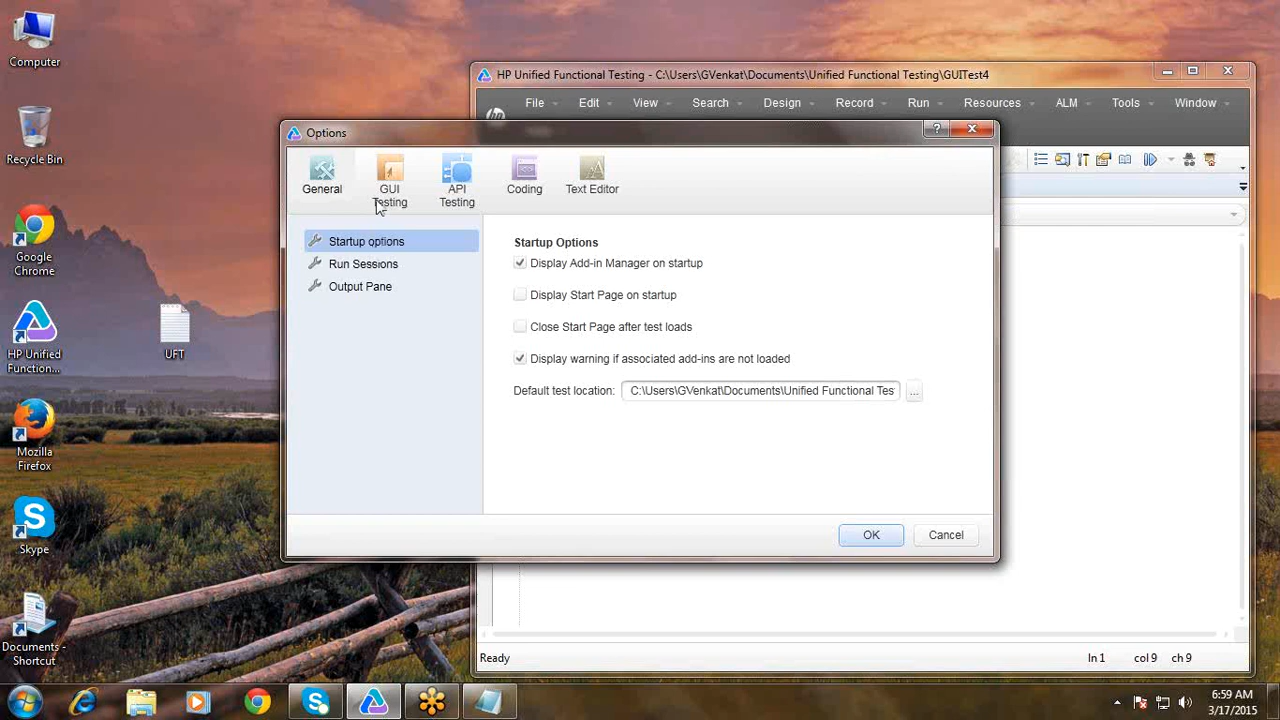 Computer
Recycle Bin
Google
Chrome
HP Unified
Function...
UFT
Mozilla
Firefox
Skype
Documents -
Shortcut
HP Unified Functional Testing - C:\Users\GVenkat\Documents\Unified Functional Testing\GUITest4
File Edit View Search Design Record Run Resources ALM Tools Window
Options
General
GUI
Testing
API
Testing
Coding
Text Editor
Startup options
Run Sessions
Output Pane
Startup Options
Display Add-in Manager on startup
Display Start Page on startup
Close Start Page after test loads
Display warning if associated add-ins are not loaded
Default test location: C:\Users\GVenkat\Documents\Unified Functional Tes ...
OK Cancel
Ready ln 1 col 9 ch 9
6:59 AM
3/17/2015